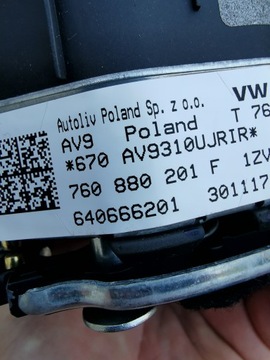 Autoliv Poland Sp. z o.o. VW
AV9 Poland T 76
*670 AV9310UJRIR*
760 880 201 F 1ZV
640666201 301117